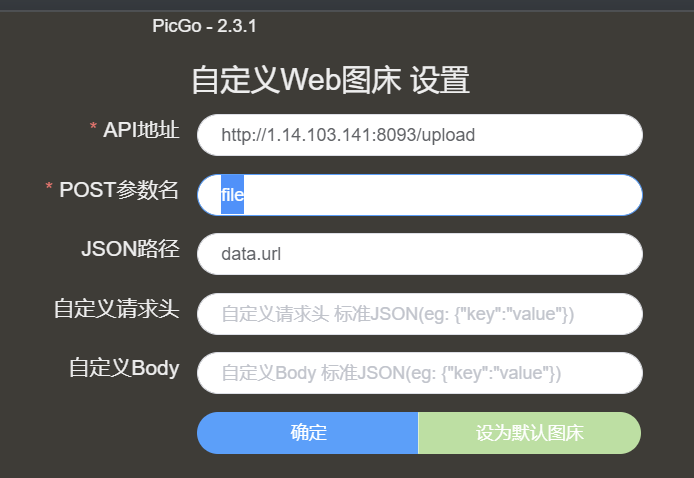 PicGo - 2.3.1
自定义Web图床 设置
* API地址 http://1.14.103.141:8093/upload
* POST参数名 file
JSON路径 data.url
自定义请求头 自定义请求头 标准JSON(eg: {"key":"value"})
自定义Body 自定义Body 标准JSON(eg: {"key":"value"})
确定 设为默认图床